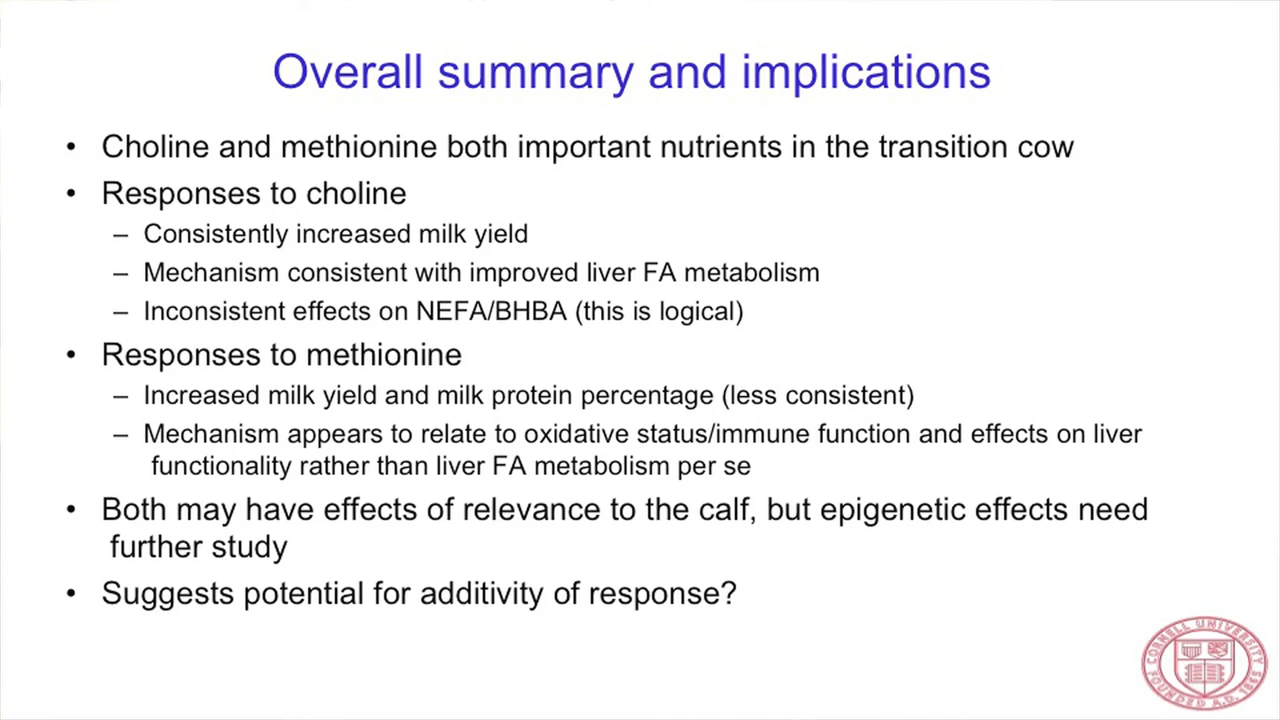 Overall summary and implications
• Choline and methionine both important nutrients in the transition cow
• Responses to choline
– Consistently increased milk yield
– Mechanism consistent with improved liver FA metabolism
– Inconsistent effects on NEFA/BHBA (this is logical)
• Responses to methionine
– Increased milk yield and milk protein percentage (less consistent)
– Mechanism appears to relate to oxidative status/immune function and effects on liver
functionality rather than liver FA metabolism per se
• Both may have effects of relevance to the calf, but epigenetic effects need
further study
• Suggests potential for additivity of response?
CORNELL UNIVERSITY
FOUNDED A.D. 1865